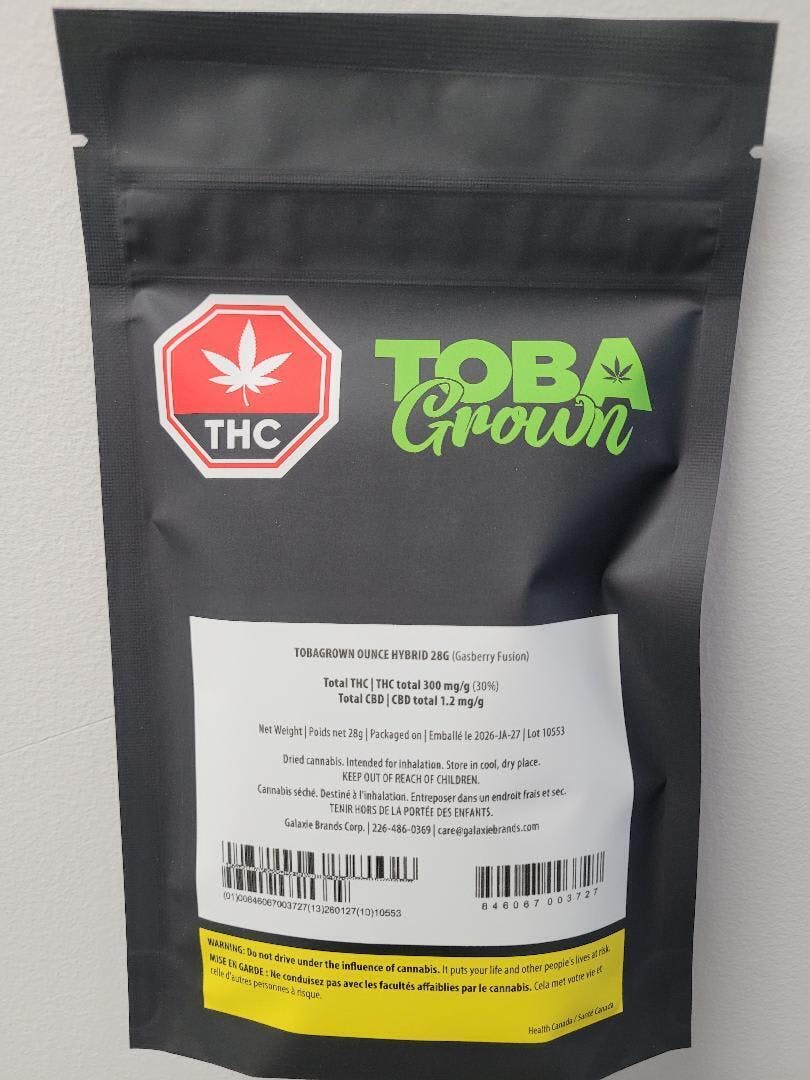 THC
TOBA
Grown
TOBAGROWN OUNCE HYBRID 28G (Gasberry Fusion)
Total THC | THC total 300 mg/g (30%)
Total CBD | CBD total 1.2 mg/g
Net Weight | Poids net 28g | Packaged on | Emballé le 2026-JA-27 | Lot 10553
Dried cannabis. Intended for inhalation. Store in cool, dry place.
KEEP OUT OF REACH OF CHILDREN.
Cannabis séché. Destiné à l'inhalation. Entreposer dans un endroit frais et sec.
TENIR HORS DE LA PORTÉE DES ENFANTS.
Galaxie Brands Corp. | 226-486-0369 | care@galaxiebrands.com
(01)00846067003727(13)260127(10)10553
846067 003727
WARNING: Do not drive under the influence of cannabis. It puts your life and other people's lives at risk.
MISE EN GARDE : Ne conduisez pas avec les facultés affaiblies par le cannabis. Cela met votre vie et
celle d'autres personnes à risque.
Health Canada / Santé Canada